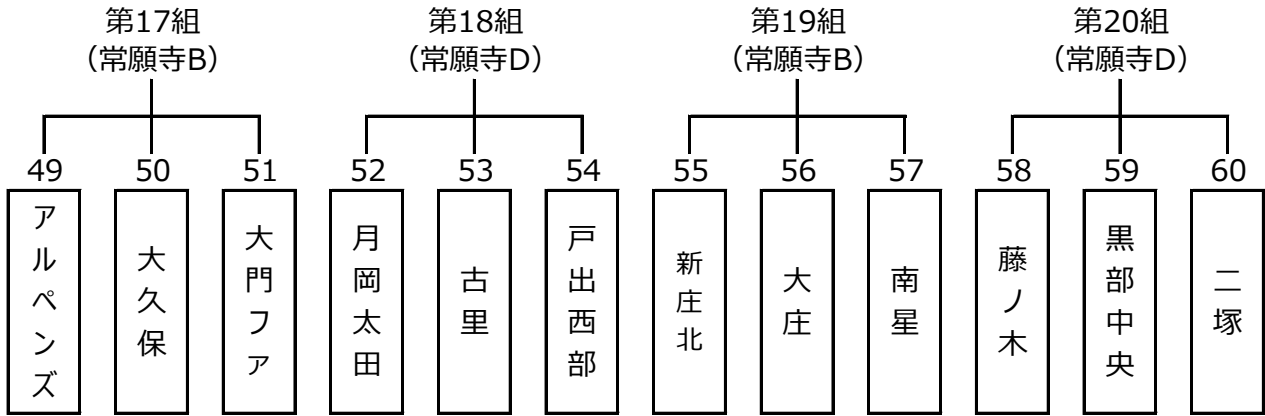 第17組
（常願寺B）
第18組
（常願寺D）
第19組
（常願寺B）
第20組
（常願寺D）
49
50
51
52
53
54
55
56
57
58
59
60
アルペンズ
大久保
大門ファ
月岡太田
古里
戸出西部
新庄北
大庄
南星
藤ノ木
黒部中央
二塚